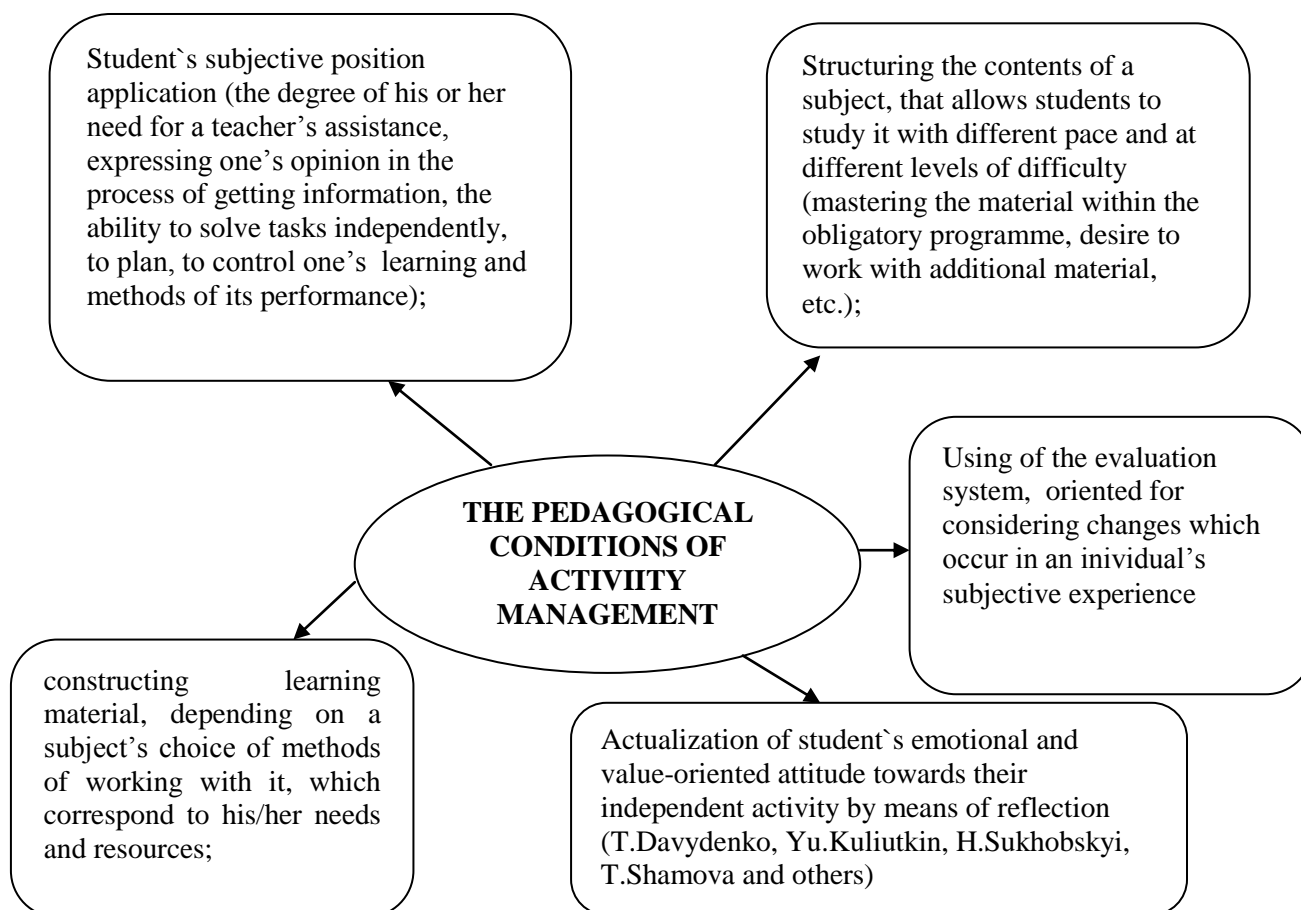 Student`s subjective position
application (the degree of his or her
need for a teacher’s assistance,
expressing one’s opinion in the
process of getting information, the
ability to solve tasks independently,
to plan, to control one’s learning and
methods of its performance);
Structuring the contents of a
subject, that allows students to
study it with different pace and at
different levels of difficulty
(mastering the material within the
obligatory programme, desire to
work with additional material,
etc.);
THE PEDAGOGICAL
CONDITIONS OF
ACTIVIITY
MANAGEMENT
Using of the evaluation
system, oriented for
considering changes which
occur in an inividual’s
subjective experience
constructing learning
material, depending on a
subject’s choice of methods
of working with it, which
correspond to his/her needs
and resources;
Actualization of student`s emotional and
value-oriented attitude towards their
independent activity by means of reflection
(T.Davydenko, Yu.Kuliutkin, H.Sukhobskyi,
T.Shamova and others)